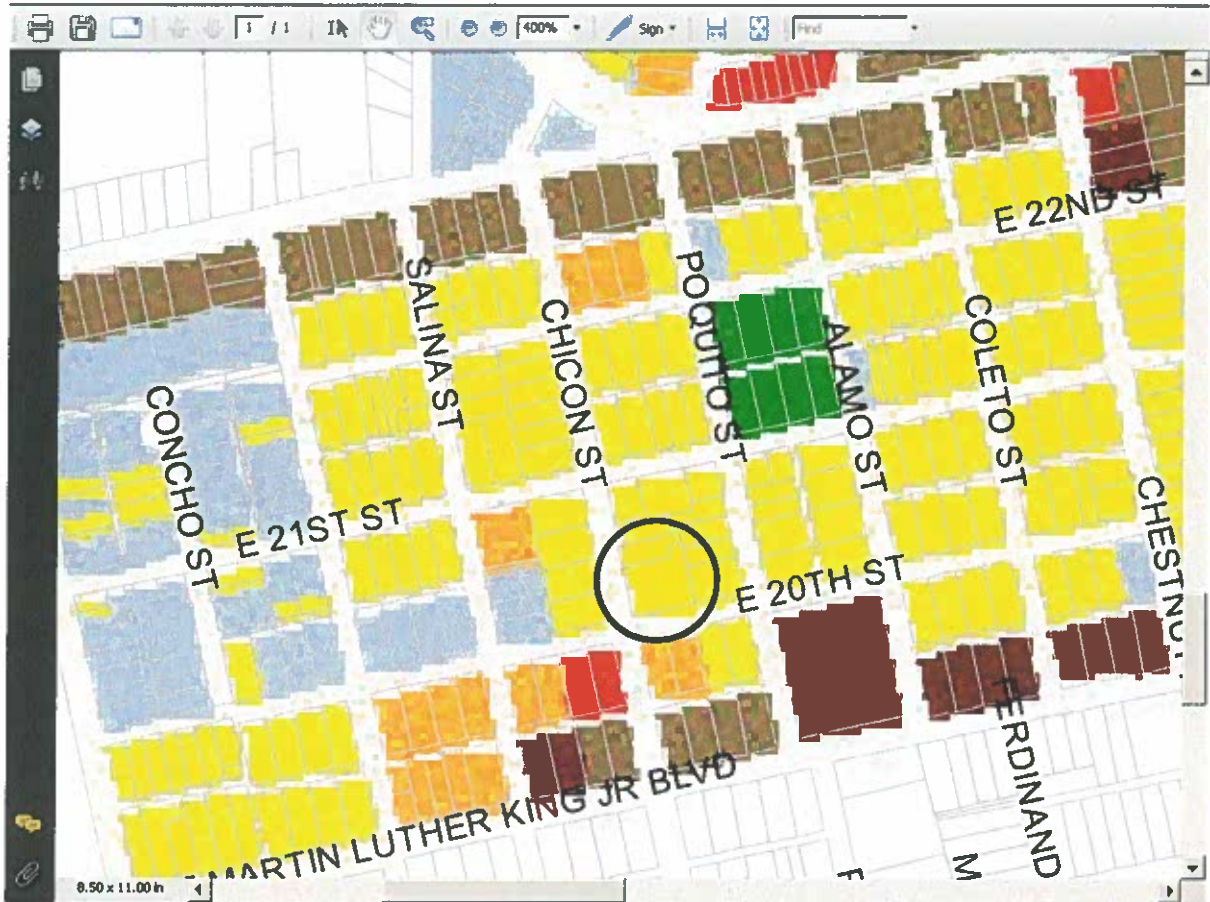 1 / 1
400%
Sign
Find
E 22ND ST
SALINA ST
CHICON ST
POQUITO ST
ALAMO ST
COLETO ST
CONCHO ST
E 21ST ST
E 20TH ST
MARTIN LUTHER KING JR BLVD
FERDINAND
M
8.50 x 11.00 in